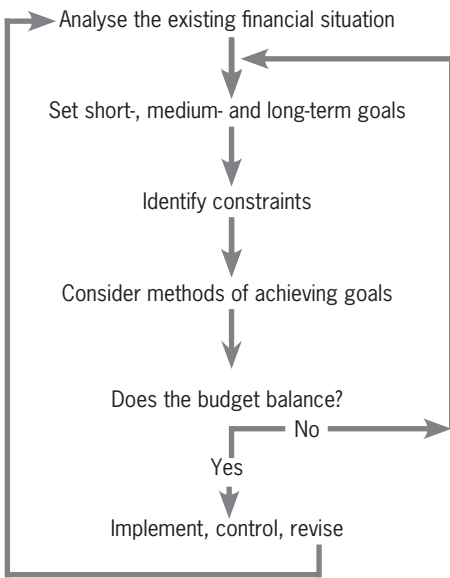 Analyse the existing financial situation
Set short-, medium- and long-term goals
Identify constraints
Consider methods of achieving goals
Does the budget balance?
No
Yes
Implement, control, revise